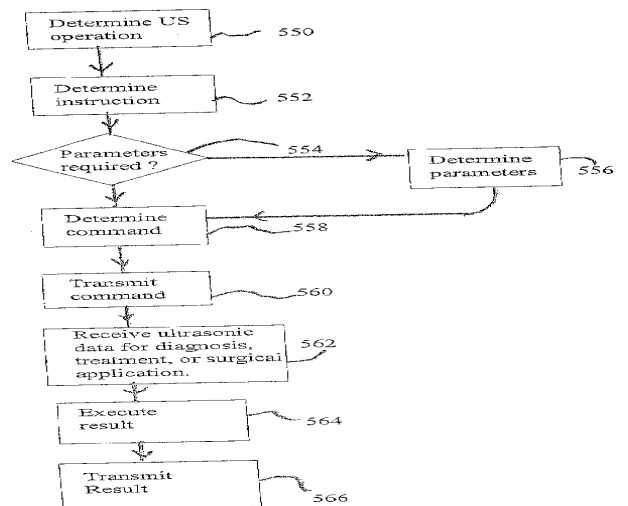 Determine US
operation
550
Determine
instruction
552
Parameters
required ?
554
Determine
parameters
556
Determine
command
558
Transmit
command
560
Receive ultrasonic
data for diagnosis,
treatment, or surgical
application.
562
Execute
result
564
Transmit
Result
566